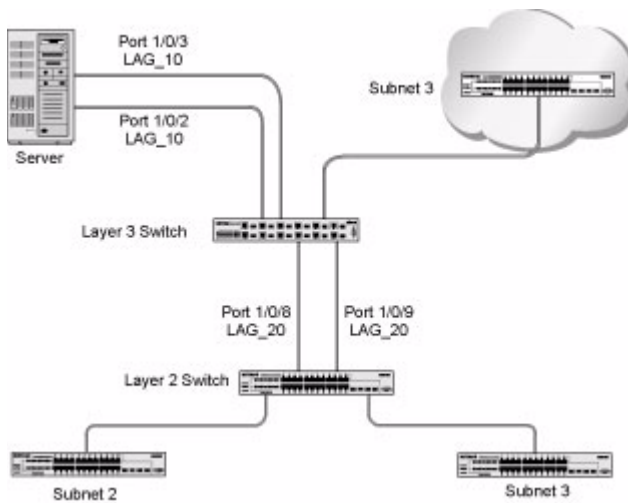 Port 1/0/3
LAG_10
Subnet 3
Port 1/0/2
LAG_10
Server
Layer 3 Switch
Port 1/0/8
LAG_20
Port 1/0/9
LAG_20
Layer 2 Switch
Subnet 2
Subnet 3